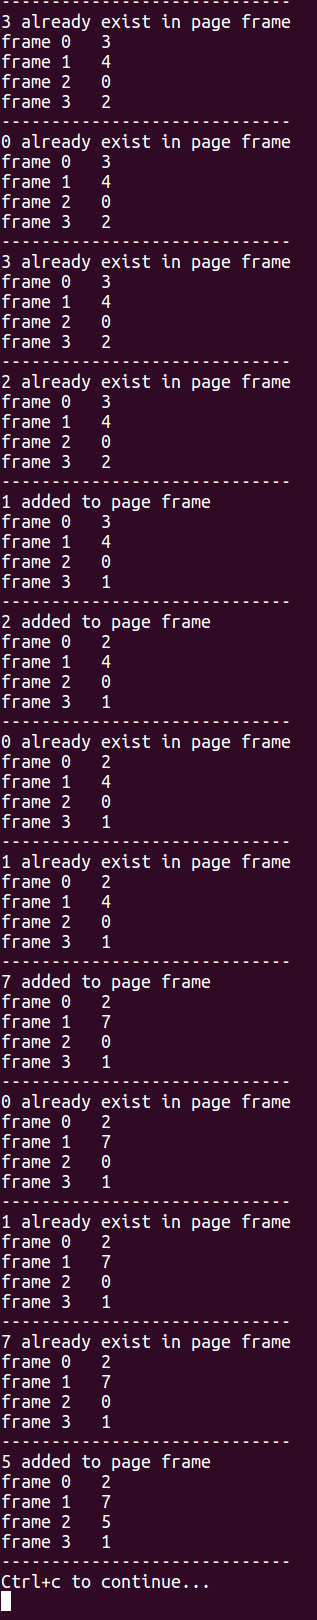 -----------------------------
3 already exist in page frame
frame 0   3
frame 1   4
frame 2   0
frame 3   2
-----------------------------
0 already exist in page frame
frame 0   3
frame 1   4
frame 2   0
frame 3   2
-----------------------------
3 already exist in page frame
frame 0   3
frame 1   4
frame 2   0
frame 3   2
-----------------------------
2 already exist in page frame
frame 0   3
frame 1   4
frame 2   0
frame 3   2
-----------------------------
1 added to page frame
frame 0   3
frame 1   4
frame 2   0
frame 3   1
-----------------------------
2 added to page frame
frame 0   2
frame 1   4
frame 2   0
frame 3   1
-----------------------------
0 already exist in page frame
frame 0   2
frame 1   4
frame 2   0
frame 3   1
-----------------------------
1 already exist in page frame
frame 0   2
frame 1   4
frame 2   0
frame 3   1
-----------------------------
7 added to page frame
frame 0   2
frame 1   7
frame 2   0
frame 3   1
-----------------------------
0 already exist in page frame
frame 0   2
frame 1   7
frame 2   0
frame 3   1
-----------------------------
1 already exist in page frame
frame 0   2
frame 1   7
frame 2   0
frame 3   1
-----------------------------
7 already exist in page frame
frame 0   2
frame 1   7
frame 2   0
frame 3   1
-----------------------------
5 added to page frame
frame 0   2
frame 1   7
frame 2   5
frame 3   1
-----------------------------
Ctrl+c to continue...